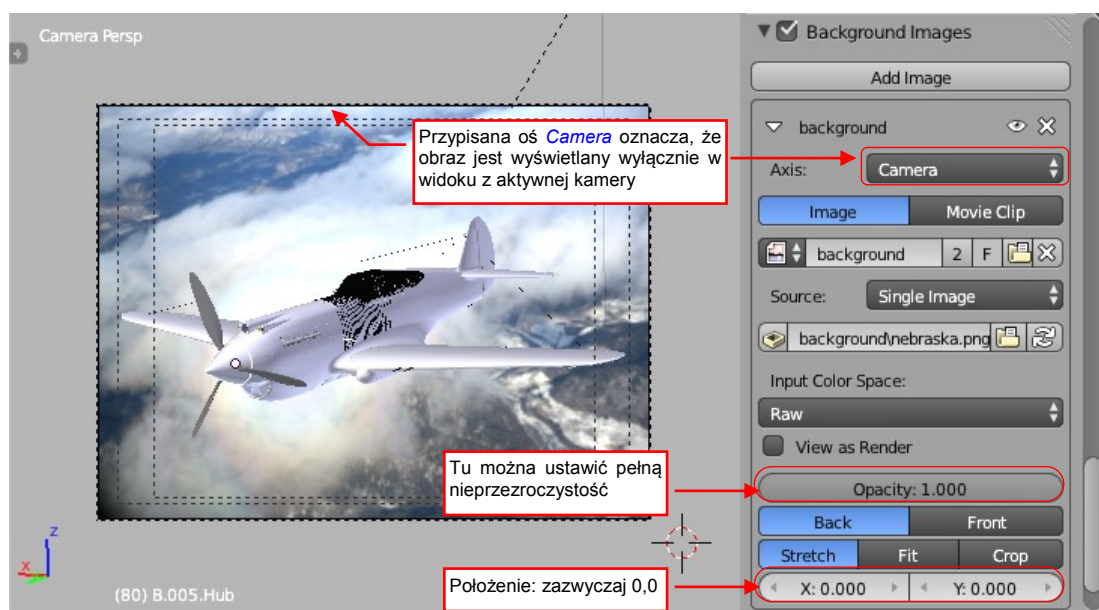 Camera Persp
Przypisana oś Camera oznacza, że
obraz jest wyświetlany wyłącznie w
widoku z aktywnej kamery
Tu można ustawić pełną
nieprzezroczystość
Położenie: zazwyczaj 0,0
z
x
(80) B.005.Hub
Background Images
Add Image
background
Axis:
Camera
Image
Movie Clip
background
2
F
Source:
Single Image
background\nebraska.png
Input Color Space:
Raw
View as Render
Opacity: 1.000
Back
Front
Stretch
Fit
Crop
X: 0.000
Y: 0.000